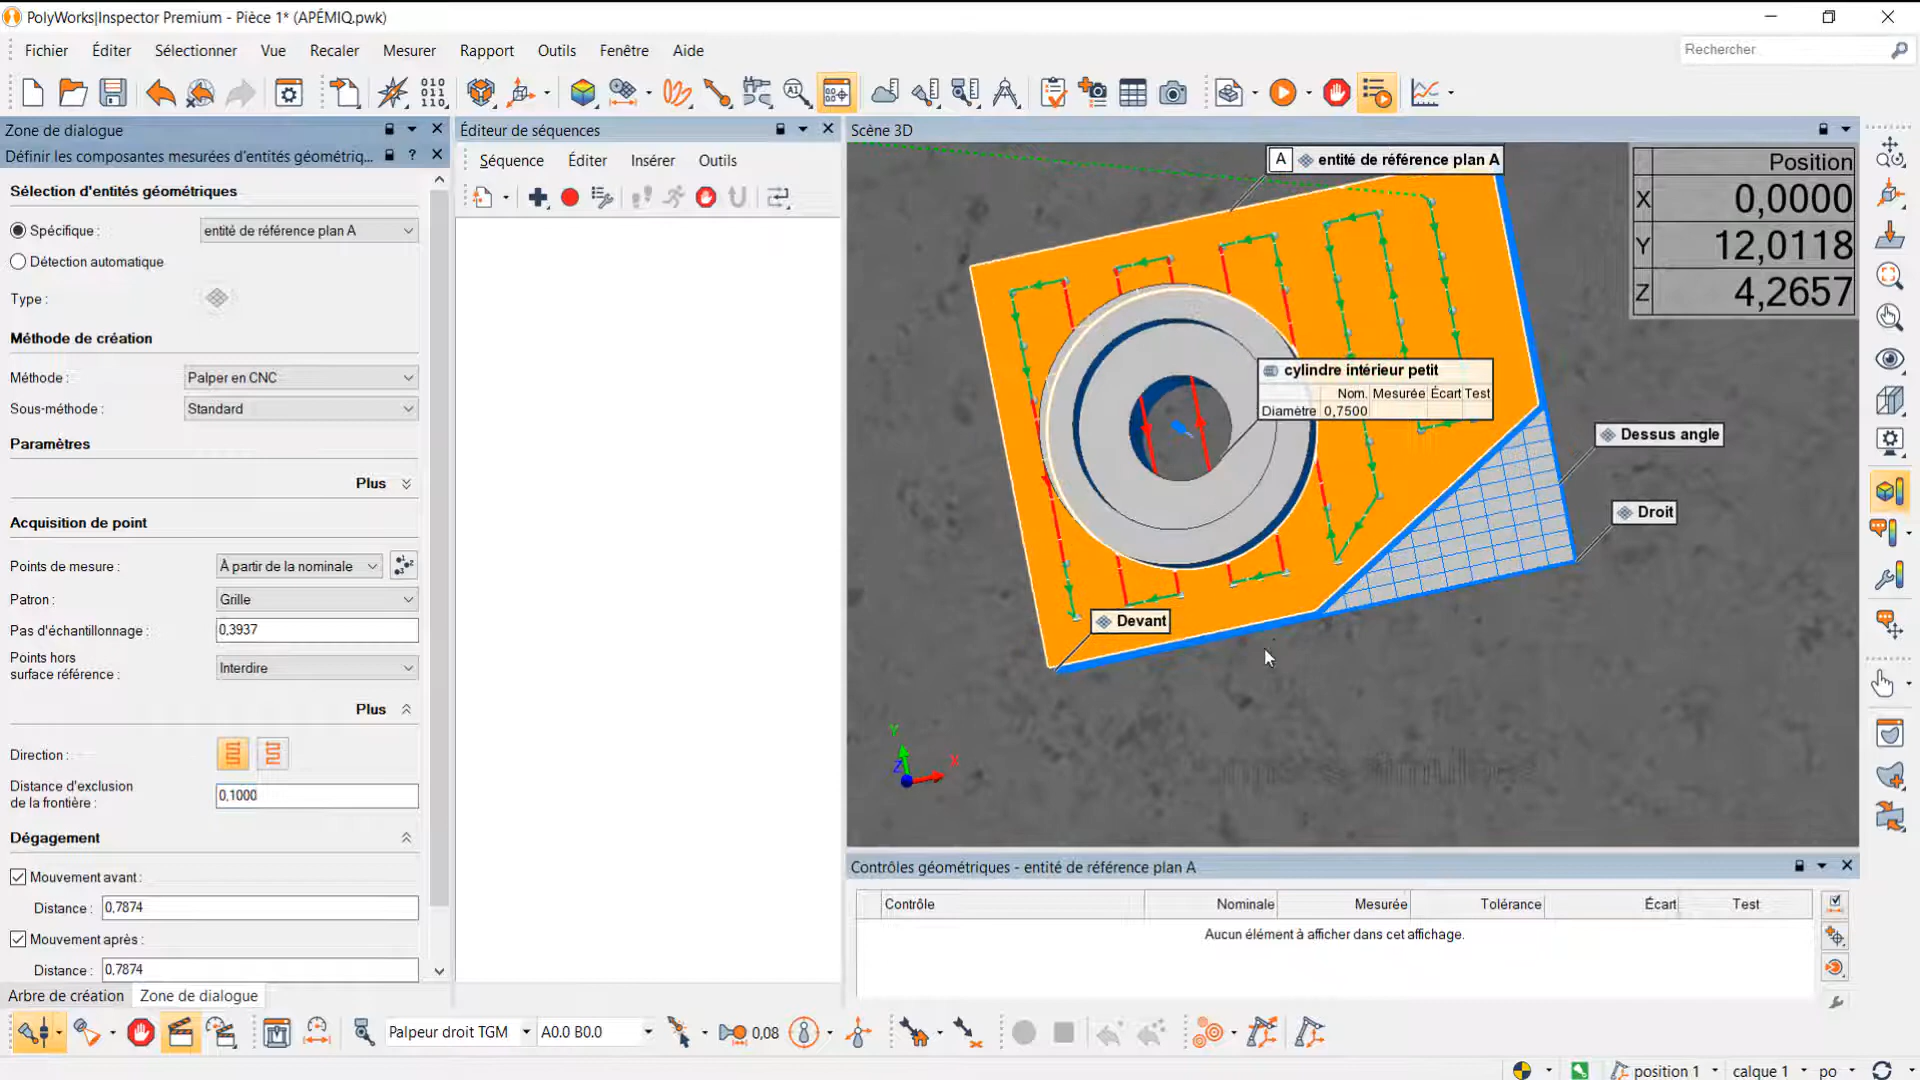 PolyWorks|Inspector Premium - Pièce 1* (APÉMIQ.pwk)
Fichier Éditer Sélectionner Vue Recaler Mesurer Rapport Outils Fenêtre Aide
Rechercher
010
110
A1
Zone de dialogue
Définir les composantes mesurées d'entités géométriq...
?
Sélection d'entités géométriques
Spécifique :
entité de référence plan A
Détection automatique
Type :
Méthode de création
Méthode :
Palper en CNC
Sous-méthode :
Standard
Paramètres
Plus
Acquisition de point
Points de mesure :
À partir de la nominale
Patron :
Grille
Pas d'échantillonnage :
0,3937
Points hors
surface référence :
Interdire
Plus
Direction :
Distance d'exclusion
de la frontière :
0,1000
Dégagement
Mouvement avant :
Distance :
0,7874
Mouvement après :
Distance :
0,7874
Arbre de création
Zone de dialogue
Éditeur de séquences
Séquence Éditer Insérer Outils
Scène 3D
A
entité de référence plan A
Position
X 0,0000
Y 12,0118
Z 4,2657
cylindre intérieur petit
Nom. Mesurée Écart Test
Diamètre 0,7500
Dessus angle
Droit
Devant
Y
Z
X
Contrôles géométriques - entité de référence plan A
Contrôle Nominale Mesurée Tolérance Écart Test
Aucun élément à afficher dans cet affichage.
Palpeur droit TGM
A0.0 B0.0
0,08
position 1
calque 1
po